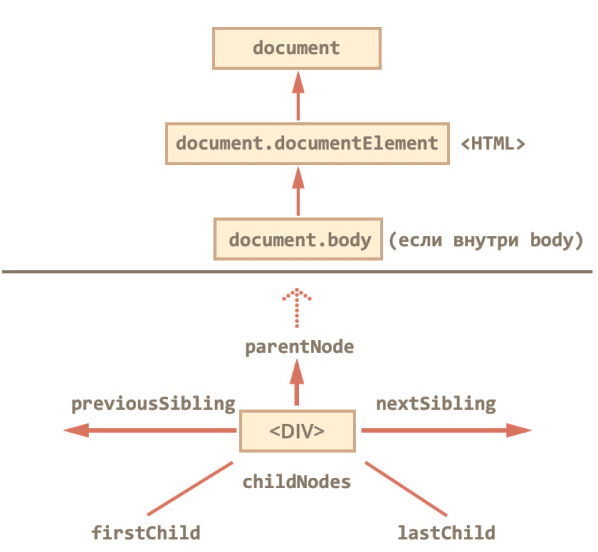 document
document.documentElement <HTML>
document.body (если внутри body)
parentNode
previousSibling nextSibling
<DIV>
childNodes
firstChild lastChild